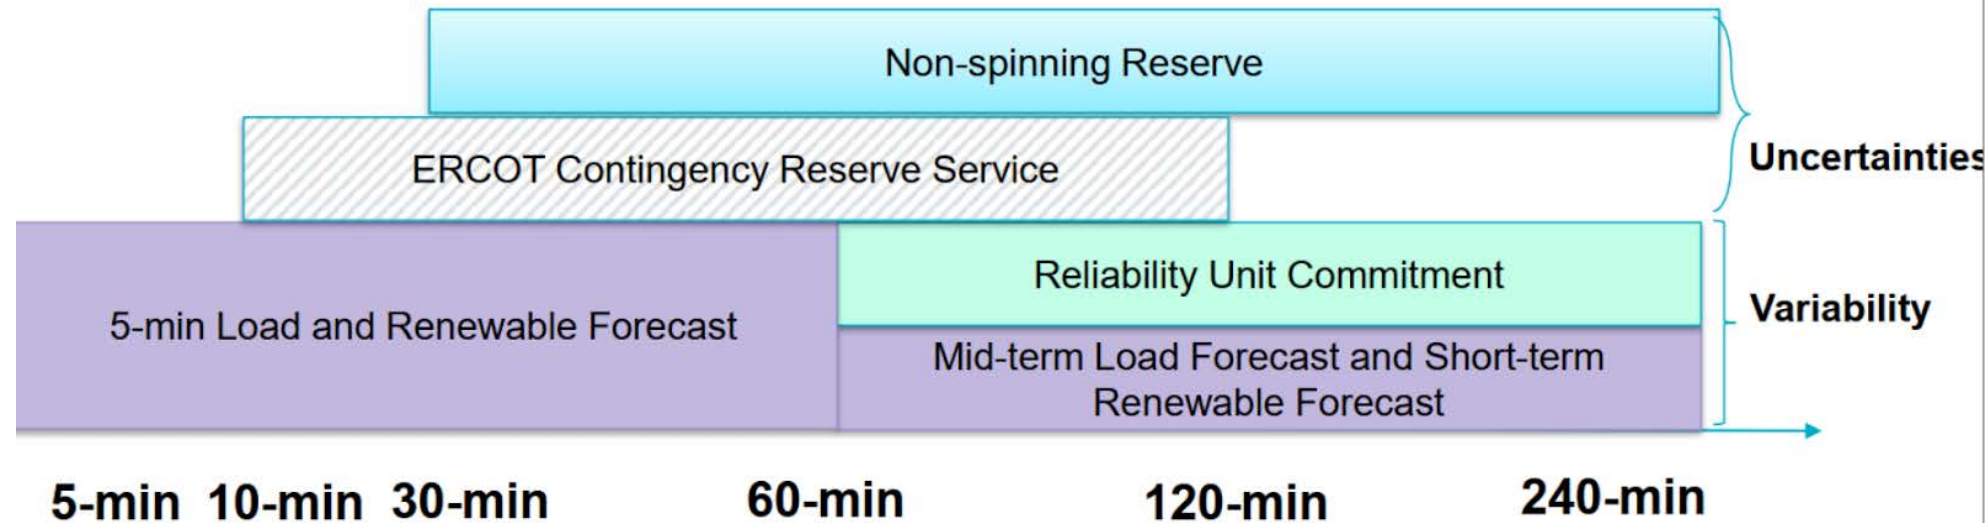 Non-spinning Reserve
ERCOT Contingency Reserve Service
Uncertainties
Reliability Unit Commitment
5-min Load and Renewable Forecast
Variability
Mid-term Load Forecast and Short-term
Renewable Forecast
5-min 10-min 30-min 60-min 120-min 240-min